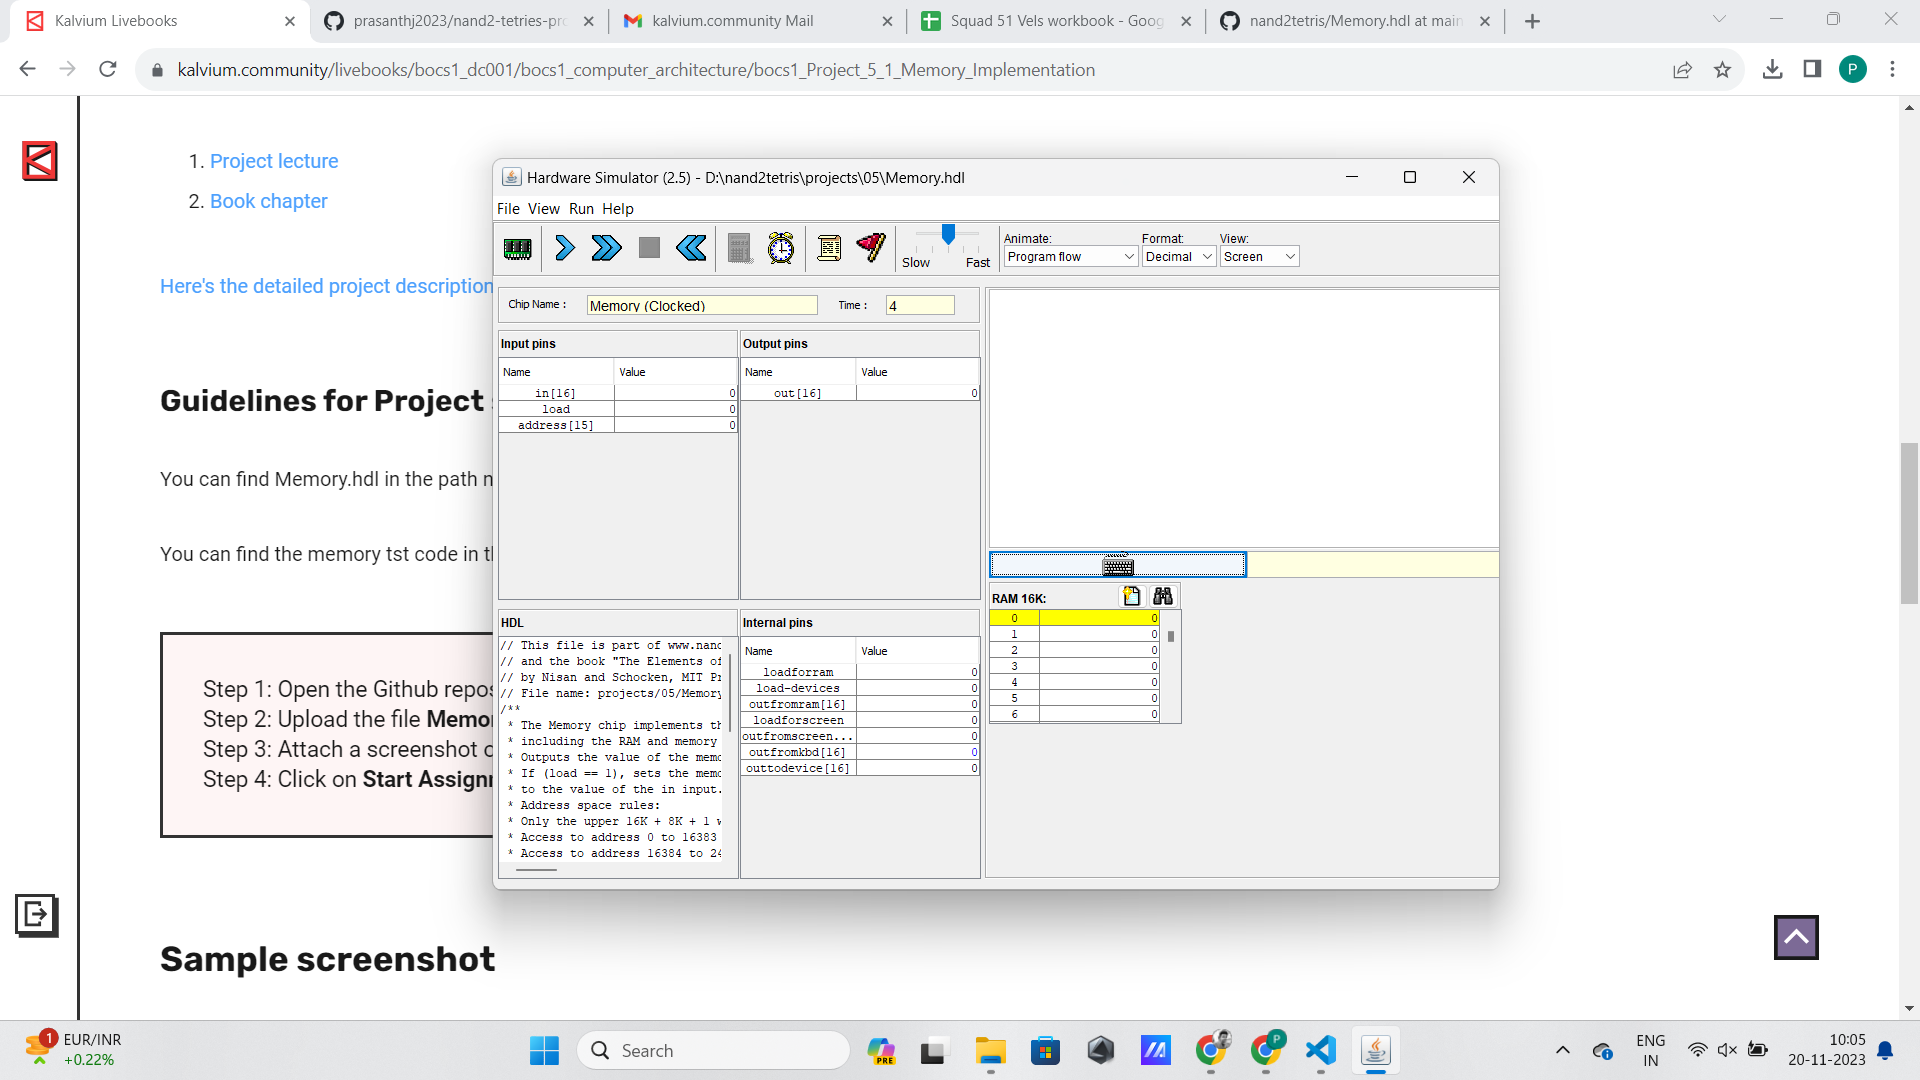 Kalvium Livebooks
prasanthj2023/nand2-tetries-pro
kalvium.community Mail
Squad 51 Vels workbook - Goog
nand2tetris/Memory.hdl at main
kalvium.community/livebooks/bocs1_dc001/bocs1_computer_architecture/bocs1_Project_5_1_Memory_Implementation
P
1. Project lecture
2. Book chapter
Here's the detailed project description
Guidelines for Project
You can find Memory.hdl in the path n
You can find the memory tst code in tl
Step 1: Open the Github repos
Step 2: Upload the file Memor
Step 3: Attach a screenshot o
Step 4: Click on Start Assignm
Sample screenshot
Hardware Simulator (2.5) - D:\nand2tetris\projects\05\Memory.hdl
File View Run Help
Slow Fast
Animate: Format: View:
Program flow Decimal Screen
Chip Name : Memory (Clocked) Time : 4
Input pins
Name Value
in[16] 0
load 0
address[15] 0
Output pins
Name Value
out[16] 0
HDL
// This file is part of www.nand
// and the book "The Elements of
// by Nisan and Schocken, MIT Pr
// File name: projects/05/Memory
/**
* The Memory chip implements th
* including the RAM and memory
* Outputs the value of the memo
* If (load == 1), sets the memo
* to the value of the in input.
* Address space rules:
* Only the upper 16K + 8K + 1 w
* Access to address 0 to 16383
* Access to address 16384 to 24
Internal pins
Name Value
loadforram 0
load-devices 0
outfromram[16] 0
loadforscreen 0
outfromscreen... 0
outfromkbd[16] 0
outtodevice[16] 0
RAM 16K:
0 0
1 0
2 0
3 0
4 0
5 0
6 0
1
EUR/INR
+0.22%
Search
PRE
P
ENG
IN
10:05
20-11-2023